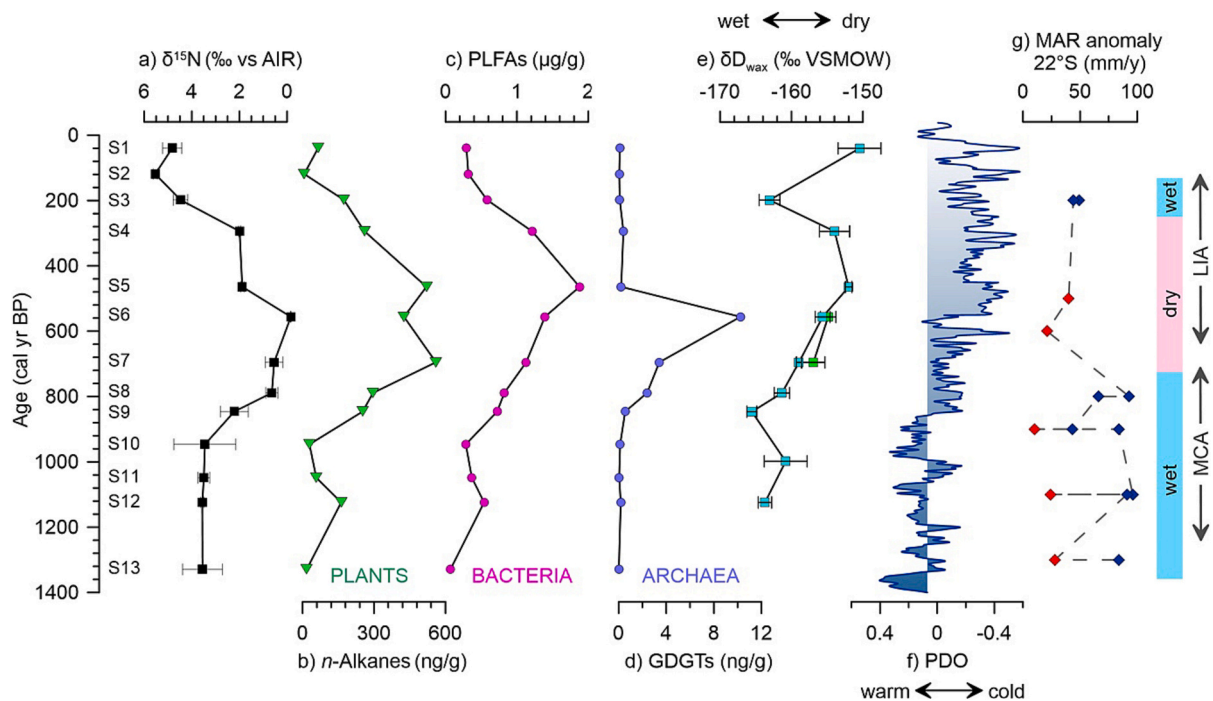 wet dry
a) δ¹⁵N (‰ vs AIR) c) PLFAs (µg/g) e) δD_wax (‰ VSMOW) g) MAR anomaly
22°S (mm/y)
6 4 2 0 0 1 2 -170 -160 -150 0 50 100
Age (cal yr BP)
0
200
400
600
800
1000
1200
1400
S1
S2
S3
S4
S5
S6
S7
S8
S9
S10
S11
S12
S13
PLANTS BACTERIA ARCHAEA
wet
dry
wet
LIA
MCA
0 300 600 0 4 8 12 0.4 0 -0.4
b) n-Alkanes (ng/g) d) GDGTs (ng/g) f) PDO
warm cold